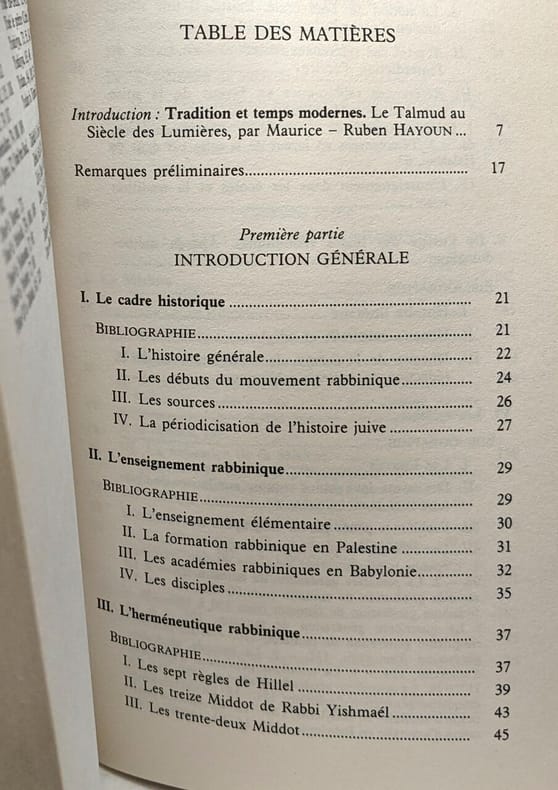 TABLE DES MATIÈRES
Introduction : Tradition et temps modernes. Le Talmud au
Siècle des Lumières, par Maurice – Ruben HAYOUN ... 7
Remarques préliminaires................ 17
Première partie
INTRODUCTION GÉNÉRALE
I. Le cadre historique ................ 21
BIBLIOGRAPHIE................ 21
I. L'histoire générale................ 22
II. Les débuts du mouvement rabbinique................ 24
III. Les sources ................ 26
IV. La périodicisation de l'histoire juive ................ 27
II. L'enseignement rabbinique................ 29
BIBLIOGRAPHIE................ 29
I. L'enseignement élémentaire ................ 30
II. La formation rabbinique en Palestine ................ 31
III. Les académies rabbiniques en Babylonie................ 32
IV. Les disciples ................ 35
III. L'herméneutique rabbinique................ 37
BIBLIOGRAPHIE................ 37
I. Les sept règles de Hillel ................ 39
II. Les treize Middot de Rabbi Yishmaél ................ 43
III. Les trente-deux Middot................ 45